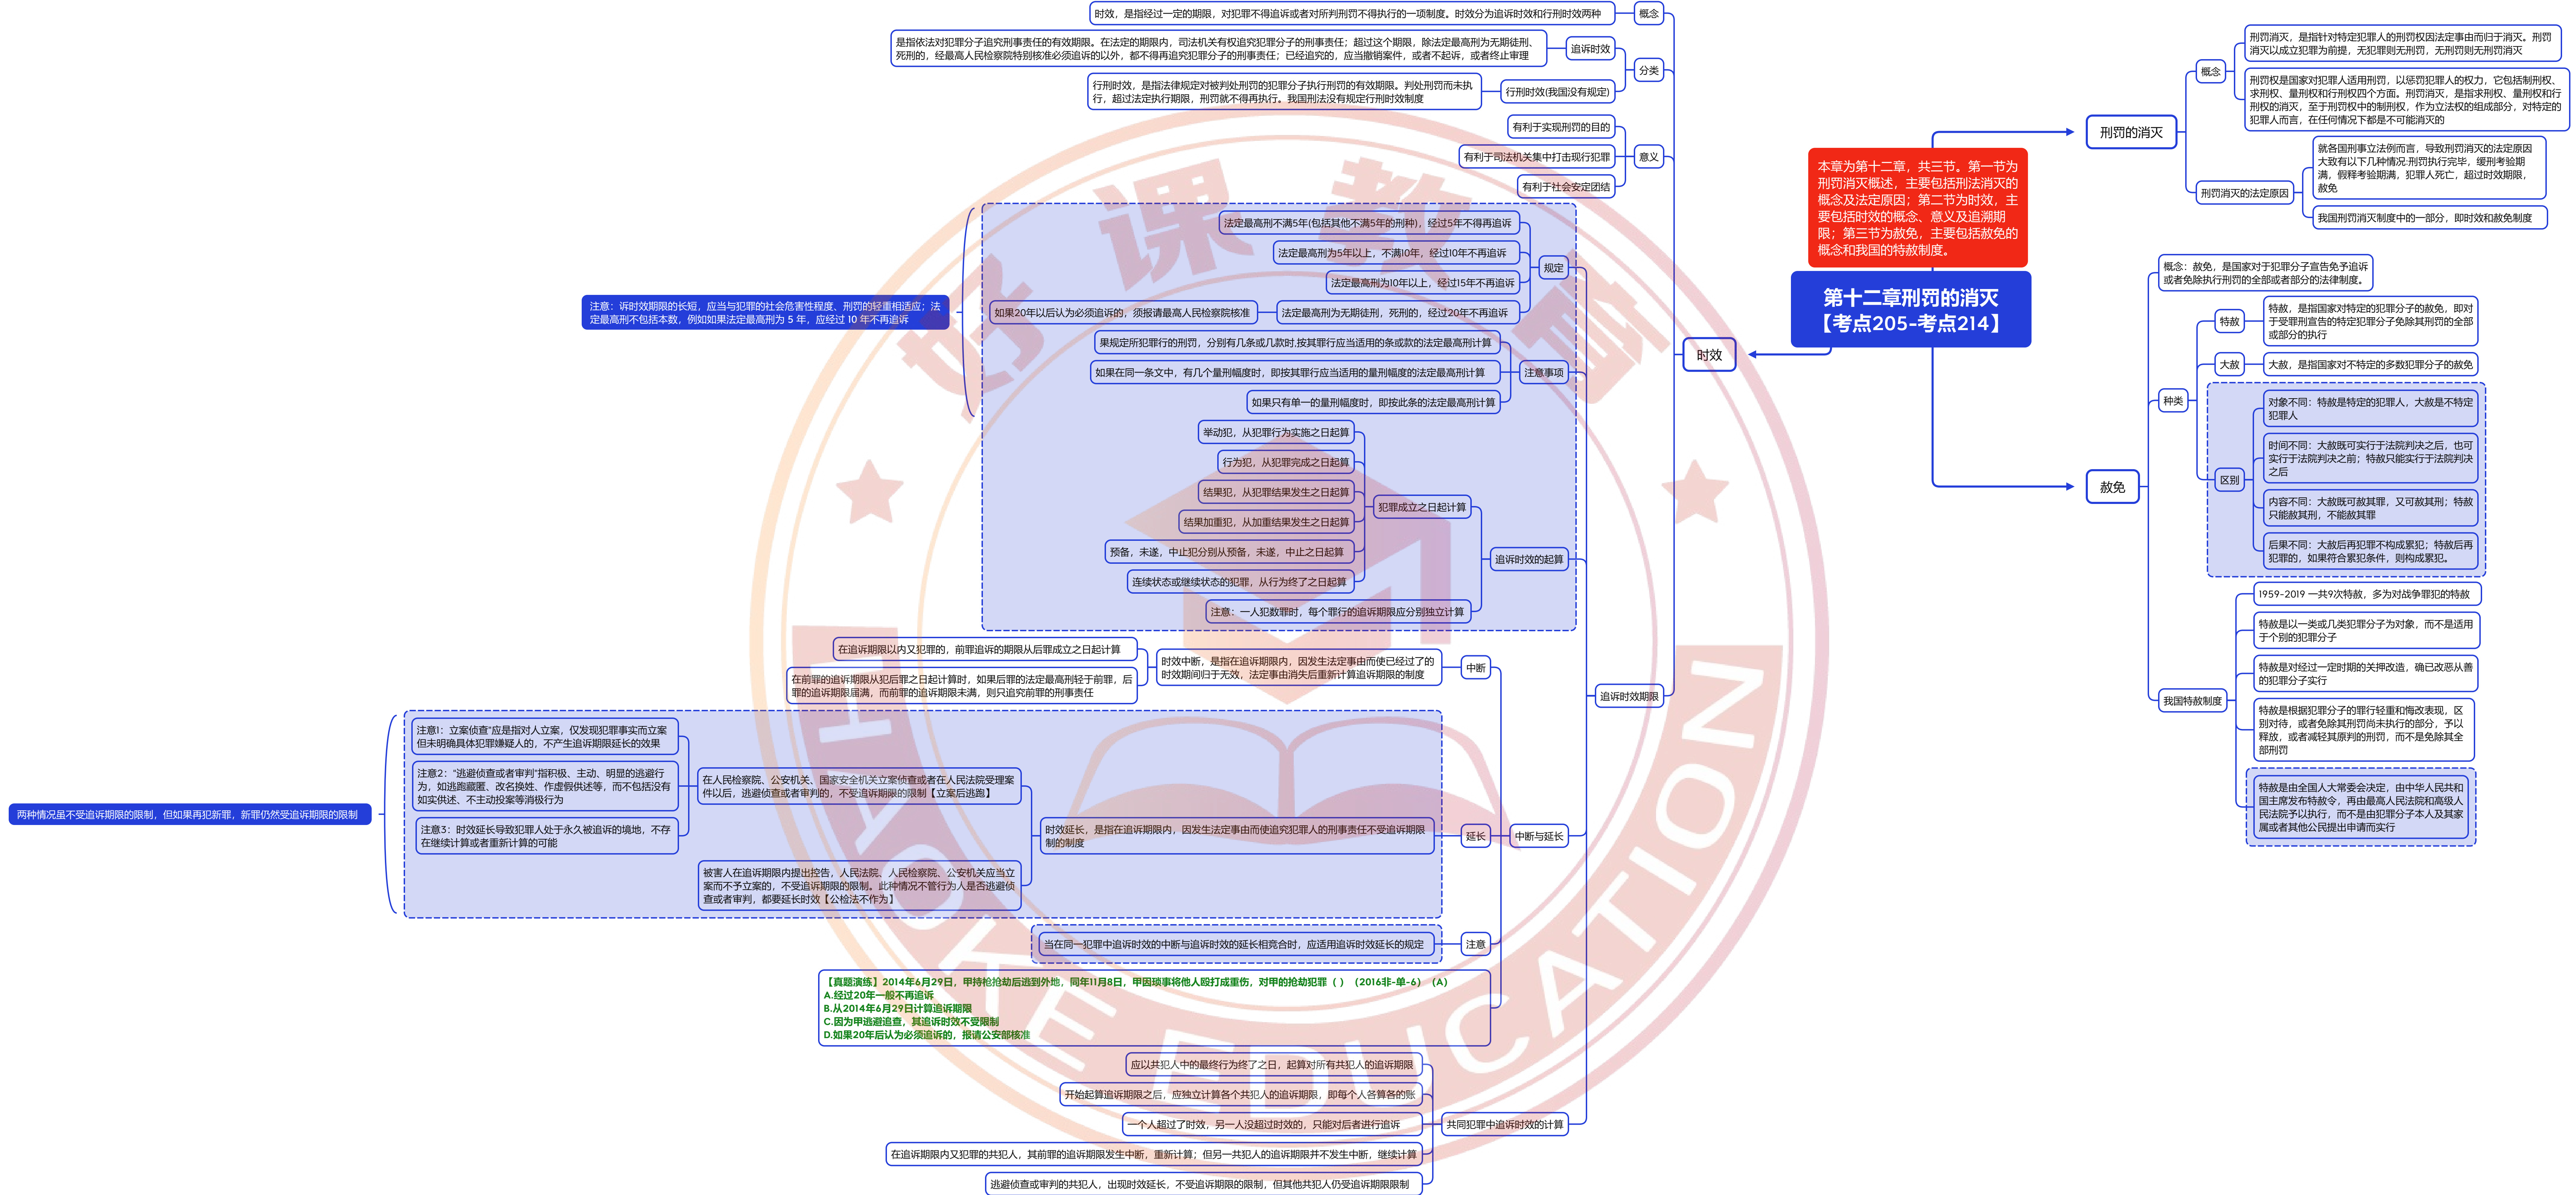 本章为第十二章，共三节。第一节为
刑罚消灭概述，主要包括刑法消灭的
概念及法定原因；第二节为时效，主
要包括时效的概念、意义及追溯期
限；第三节为赦免，主要包括赦免的
概念和我国的特赦制度。
第十二章刑罚的消灭
【考点205-考点214】
刑罚的消灭
概念
刑罚消灭，是指针对特定犯罪人的刑罚权因法定事由而归于消灭。刑罚
消灭以成立犯罪为前提，无犯罪则无刑罚，无刑罚则无刑罚消灭
刑罚权是国家对犯罪人适用刑罚，以惩罚犯罪人的权力，它包括制刑权、
求刑权、量刑权和行刑权四个方面。刑罚消灭，是指求刑权、量刑权和行
刑权的消灭，至于刑罚权中的制刑权，作为立法权的组成部分，对特定的
犯罪人而言，在任何情况下都是不可能消灭的
刑罚消灭的法定原因
就各国刑事立法例而言，导致刑罚消灭的法定原因
大致有以下几种情况:刑罚执行完毕，缓刑考验期
满，假释考验期满，犯罪人死亡，超过时效期限，
赦免
我国刑罚消灭制度中的一部分，即时效和赦免制度
赦免
概念：赦免，是国家对于犯罪分子宣告免予追诉
或者免除执行刑罚的全部或者部分的法律制度。
种类
特赦
特赦，是指国家对特定的犯罪分子的赦免，即对
于受罪刑宣告的特定犯罪分子免除其刑罚的全部
或部分的执行
大赦
大赦，是指国家对不特定的多数犯罪分子的赦免
区别
对象不同：特赦是特定的犯罪人，大赦是不特定
犯罪人
时间不同：大赦既可实行于法院判决之后，也可
实行于法院判决之前；特赦只能实行于法院判决
之后
内容不同：大赦既可赦其罪，又可赦其刑；特赦
只能赦其刑，不能赦其罪
后果不同：大赦后再犯罪不构成累犯；特赦后再
犯罪的，如果符合累犯条件，则构成累犯。
我国特赦制度
1959-2019 一共9次特赦，多为对战争罪犯的特赦
特赦是以一类或几类犯罪分子为对象，而不是适用
于个别的犯罪分子
特赦是对经过一定时期的关押改造，确已改恶从善
的犯罪分子实行
特赦是根据犯罪分子的罪行轻重和悔改表现，区
别对待，或者免除其刑罚尚未执行的部分，予以
释放，或者减轻其原判的刑罚，而不是免除其全
部刑罚
特赦是由全国人大常委会决定，由中华人民共和
国主席发布特赦令，再由最高人民法院和高级人
民法院予以执行，而不是由犯罪分子本人及其家
属或者其他公民提出申请而实行
时效
概念
时效，是指经过一定的期限，对犯罪不得追诉或者对所判刑罚不得执行的一项制度。时效分为追诉时效和行刑时效两种
分类
追诉时效
是指依法对犯罪分子追究刑事责任的有效期限。在法定的期限内，司法机关有权追究犯罪分子的刑事责任；超过这个期限，除法定最高刑为无期徒刑、
死刑的，经最高人民检察院特别核准必须追诉的以外，都不得再追究犯罪分子的刑事责任；已经追究的，应当撤销案件，或者不起诉，或者终止审理
行刑时效(我国没有规定)
行刑时效，是指法律规定对被判处刑罚的犯罪分子执行刑罚的有效期限。判处刑罚而未执
行，超过法定执行期限，刑罚就不得再执行。我国刑法没有规定行刑时效制度
意义
有利于实现刑罚的目的
有利于司法机关集中打击现行犯罪
有利于社会安定团结
追诉时效期限
规定
法定最高刑不满5年(包括其他不满5年的刑种)，经过5年不得再追诉
法定最高刑为5年以上，不满10年，经过10年不再追诉
法定最高刑为10年以上，经过15年不再追诉
法定最高刑为无期徒刑，死刑的，经过20年不再追诉
如果20年以后认为必须追诉的，须报请最高人民检察院核准
注意事项
果规定所犯罪行的刑罚，分别有几条或几款时,按其罪行应当适用的条或款的法定最高刑计算
如果在同一条文中，有几个量刑幅度时，即按其罪行应当适用的量刑幅度的法定最高刑计算
如果只有单一的量刑幅度时，即按此条的法定最高刑计算
注意：诉时效期限的长短，应当与犯罪的社会危害性程度、刑罚的轻重相适应；法
定最高刑不包括本数，例如如果法定最高刑为 5 年，应经过 10 年不再追诉
追诉时效的起算
犯罪成立之日起计算
举动犯，从犯罪行为实施之日起算
行为犯，从犯罪完成之日起算
结果犯，从犯罪结果发生之日起算
结果加重犯，从加重结果发生之日起算
预备，未遂，中止犯分别从预备，未遂，中止之日起算
连续状态或继续状态的犯罪，从行为终了之日起算
注意：一人犯数罪时，每个罪行的追诉期限应分别独立计算
中断与延长
中断
时效中断，是指在追诉期限内，因发生法定事由而使已经过了的
时效期间归于无效，法定事由消失后重新计算追诉期限的制度
在追诉期限以内又犯罪的，前罪追诉的期限从后罪成立之日起计算
在前罪的追诉期限从犯后罪之日起计算时，如果后罪的法定最高刑轻于前罪，后
罪的追诉期限届满，而前罪的追诉期限未满，则只追究前罪的刑事责任
延长
时效延长，是指在追诉期限内，因发生法定事由而使追究犯罪人的刑事责任不受追诉期限
制的制度
在人民检察院、公安机关、国家安全机关立案侦查或者在人民法院受理案
件以后，逃避侦查或者审判的，不受追诉期限的限制【立案后逃跑】
注意1：立案侦查"应是指对人立案，仅发现犯罪事实而立案
但未明确具体犯罪嫌疑人的，不产生追诉期限延长的效果
注意2："逃避侦查或者审判"指积极、主动、明显的逃避行
为，如逃跑藏匿、改名换姓、作虚假供述等，而不包括没有
如实供述、不主动投案等消极行为
注意3：时效延长导致犯罪人处于永久被追诉的境地，不存
在继续计算或者重新计算的可能
被害人在追诉期限内提出控告，人民法院、人民检察院、公安机关应当立
案而不予立案的，不受追诉期限的限制。此种情况不管行为人是否逃避侦
查或者审判，都要延长时效【公检法不作为】
两种情况虽不受追诉期限的限制，但如果再犯新罪，新罪仍然受追诉期限的限制
注意
当在同一犯罪中追诉时效的中断与追诉时效的延长相竞合时，应适用追诉时效延长的规定
【真题演练】2014年6月29日，甲持枪抢劫后逃到外地，同年11月8日，甲因琐事将他人殴打成重伤，对甲的抢劫犯罪（ ）（2016非-单-6）（A）
A.经过20年一般不再追诉
B.从2014年6月29日计算追诉期限
C.因为甲逃避追查，其追诉时效不受限制
D.如果20年后认为必须追诉的，报请公安部核准
共同犯罪中追诉时效的计算
应以共犯人中的最终行为终了之日，起算对所有共犯人的追诉期限
开始起算追诉期限之后，应独立计算各个共犯人的追诉期限，即每个人各算各的账
一个人超过了时效，另一人没超过时效的，只能对后者进行追诉
在追诉期限内又犯罪的共犯人，其前罪的追诉期限发生中断，重新计算；但另一共犯人的追诉期限并不发生中断，继续计算
逃避侦查或审判的共犯人，出现时效延长，不受追诉期限的限制，但其他共犯人仍受追诉期限限制
好课教育
HAOKE EDUCATION